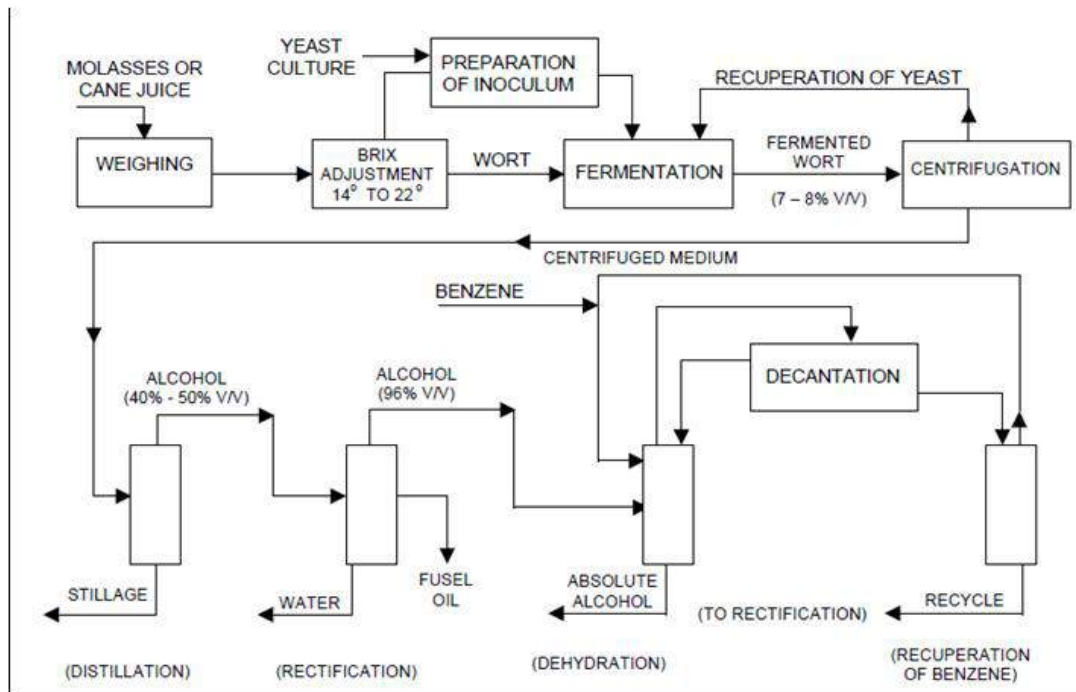 YEAST
CULTURE
PREPARATION
OF INOCULUM
MOLASSES OR
CANE JUICE
RECUPERATION OF YEAST
WEIGHING
BRIX
ADJUSTMENT
14° TO 22°
WORT
FERMENTATION
FERMENTED
WORT
(7 – 8% V/V)
CENTRIFUGATION
CENTRIFUGED MEDIUM
BENZENE
DECANTATION
ALCOHOL
(40% - 50% V/V)
ALCOHOL
(96% V/V)
STILLAGE
WATER
FUSEL
OIL
ABSOLUTE
ALCOHOL
(TO RECTIFICATION)
RECYCLE
(DISTILLATION)
(RECTIFICATION)
(DEHYDRATION)
(RECUPERATION
OF BENZENE)